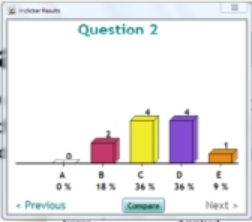 i>clicker Results
Question 2
0 2 4 4 1
A B C D E
0 % 18 % 36 % 36 % 9 %
< Previous Compare Next >